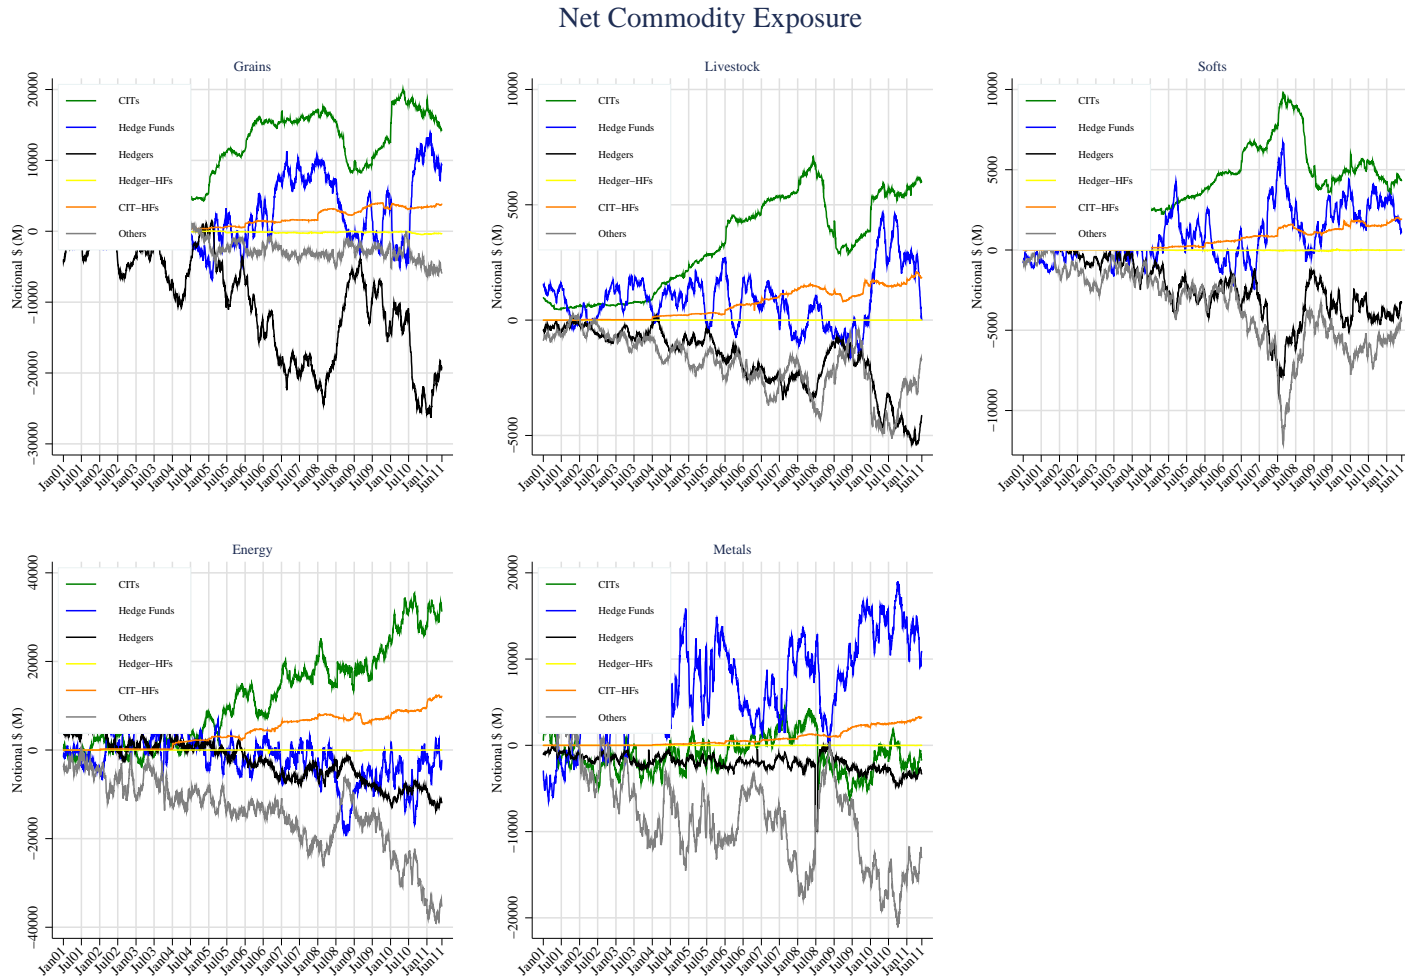 Net Commodity Exposure
Grains
Notional $ (M)
20000
10000
0
−10000
−20000
−30000
CITs
Hedge Funds
Hedgers
Hedger−HFs
CIT−HFs
Others
Jan01
Jul01
Jan02
Jul02
Jan03
Jul03
Jan04
Jul04
Jan05
Jul05
Jan06
Jul06
Jan07
Jul07
Jan08
Jul08
Jan09
Jul09
Jan10
Jul10
Jan11
Jun11
Livestock
Notional $ (M)
10000
5000
0
−5000
CITs
Hedge Funds
Hedgers
Hedger−HFs
CIT−HFs
Others
Jan01
Jul01
Jan02
Jul02
Jan03
Jul03
Jan04
Jul04
Jan05
Jul05
Jan06
Jul06
Jan07
Jul07
Jan08
Jul08
Jan09
Jul09
Jan10
Jul10
Jan11
Jun11
Softs
Notional $ (M)
10000
5000
0
−5000
−10000
CITs
Hedge Funds
Hedgers
Hedger−HFs
CIT−HFs
Others
Jan01
Jul01
Jan02
Jul02
Jan03
Jul03
Jan04
Jul04
Jan05
Jul05
Jan06
Jul06
Jan07
Jul07
Jan08
Jul08
Jan09
Jul09
Jan10
Jul10
Jan11
Jun11
Energy
Notional $ (M)
40000
20000
0
−20000
−40000
CITs
Hedge Funds
Hedgers
Hedger−HFs
CIT−HFs
Others
Jan01
Jul01
Jan02
Jul02
Jan03
Jul03
Jan04
Jul04
Jan05
Jul05
Jan06
Jul06
Jan07
Jul07
Jan08
Jul08
Jan09
Jul09
Jan10
Jul10
Jan11
Jun11
Metals
Notional $ (M)
20000
10000
0
−10000
−20000
CITs
Hedge Funds
Hedgers
Hedger−HFs
CIT−HFs
Others
Jan01
Jul01
Jan02
Jul02
Jan03
Jul03
Jan04
Jul04
Jan05
Jul05
Jan06
Jul06
Jan07
Jul07
Jan08
Jul08
Jan09
Jul09
Jan10
Jul10
Jan11
Jun11